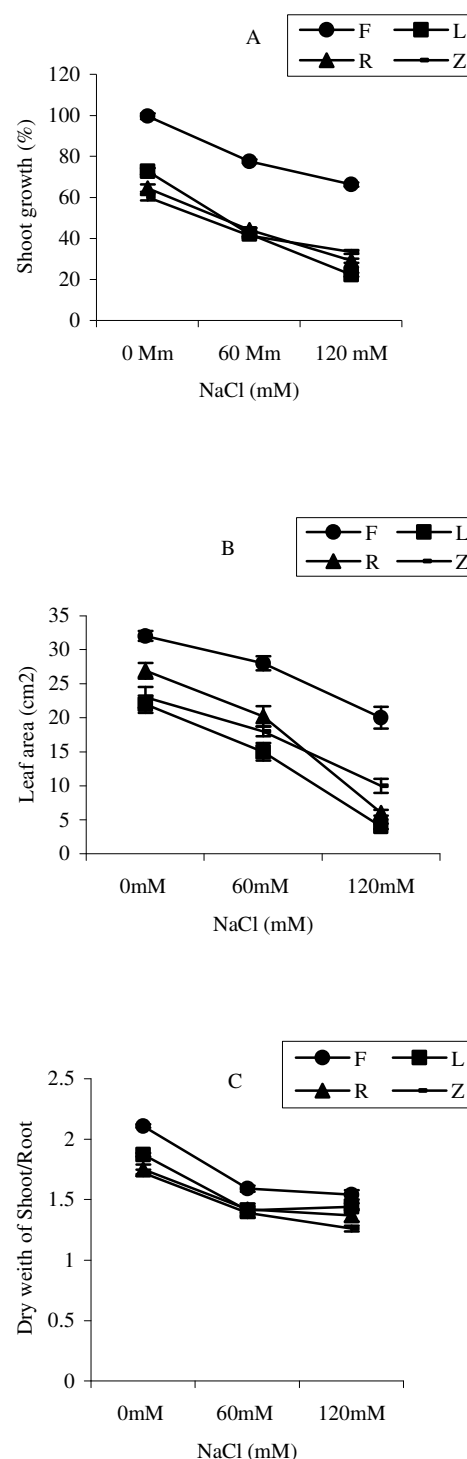 A
F L
R Z
120
100
80
60
40
20
0
Shoot growth (%)
0 Mm 60 Mm 120 mM
NaCl (mM)
B
F L
R Z
35
30
25
20
15
10
5
0
Leaf area (cm2)
0mM 60mM 120mM
NaCl (mM)
C
F L
R Z
2.5
2
1.5
1
0.5
0
Dry weith of Shoot/Root
0mM 60mM 120mM
NaCl (mM)